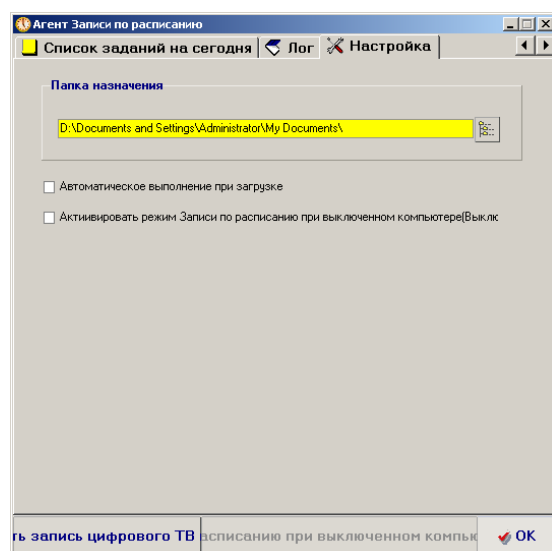 Агент Записи по расписанию
Список заданий на сегодня Лог Настройка
Папка назначения
D:\Documents and Settings\Administrator\My Documents\
Автоматическое выполнение при загрузке
Актиивировать режим Записи по расписанию при выключенном компьютере(Выклю
ть запись цифрового ТВ асписанию при выключенном компьк OK